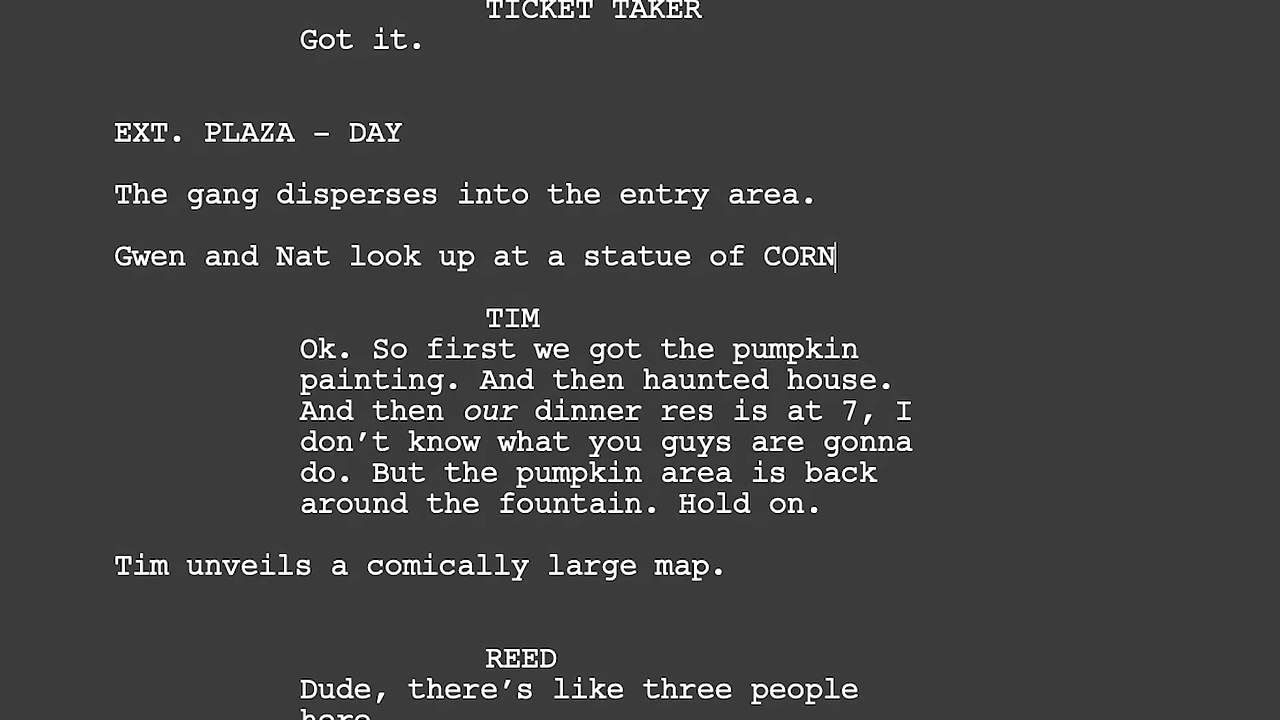 TICKET TAKER
Got it.
EXT. PLAZA – DAY
The gang disperses into the entry area.
Gwen and Nat look up at a statue of CORN
TIM
Ok. So first we got the pumpkin
painting. And then haunted house.
And then our dinner res is at 7, I
don’t know what you guys are gonna
do. But the pumpkin area is back
around the fountain. Hold on.
Tim unveils a comically large map.
REED
Dude, there’s like three people
here